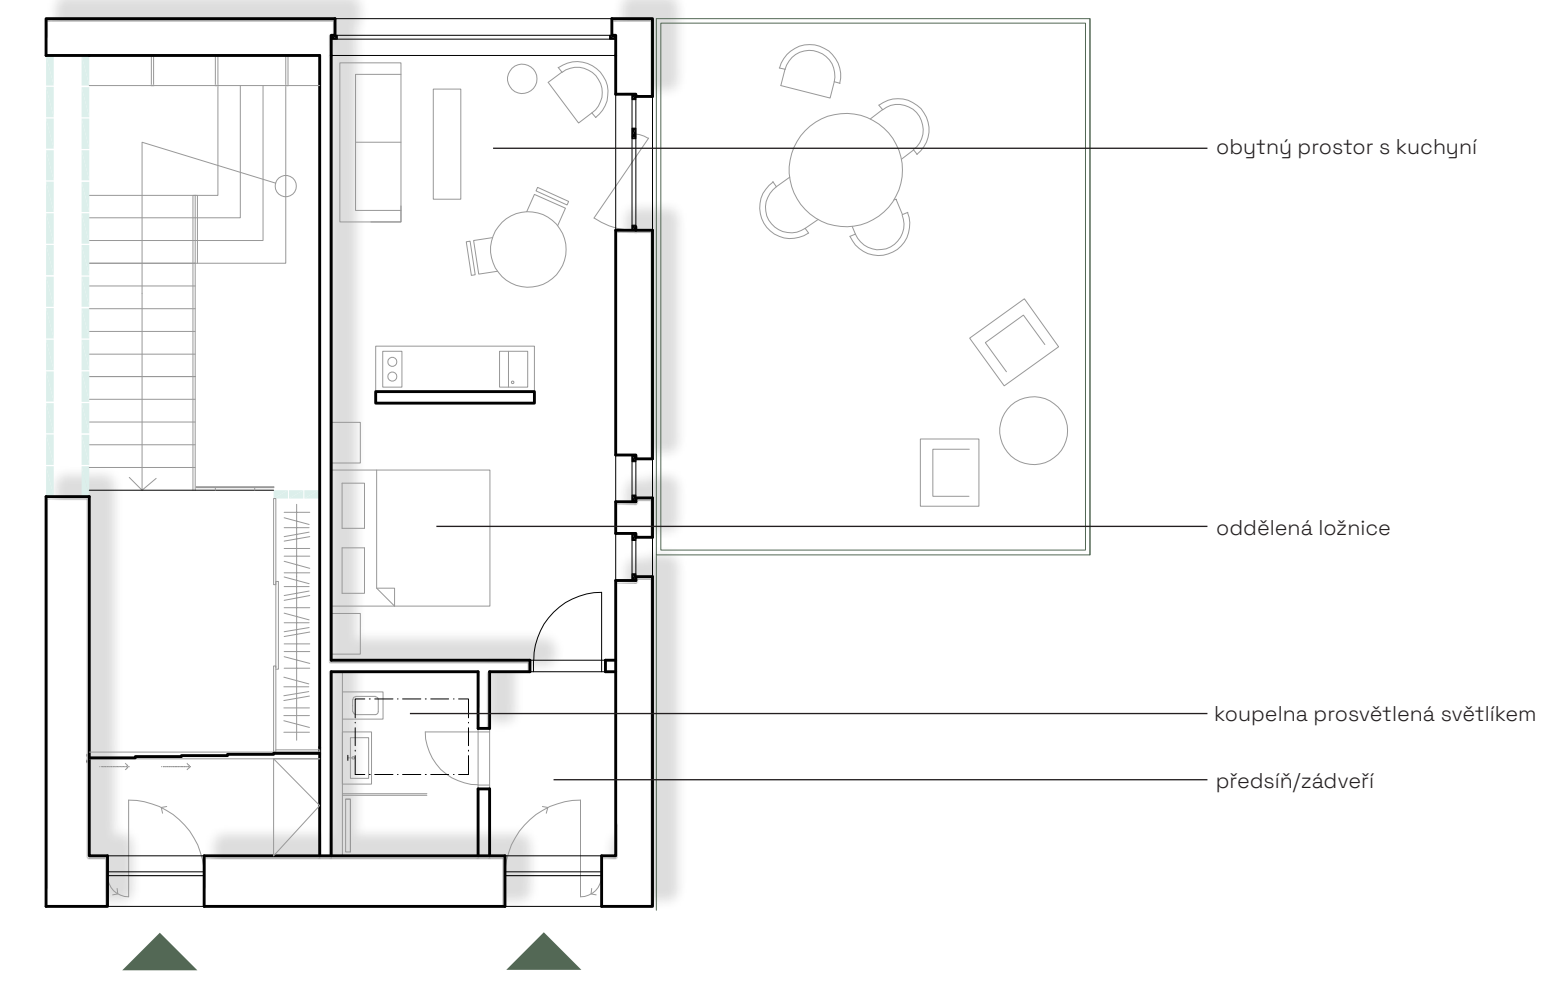 obytný prostor s kuchyní
oddělená ložnice
koupelna prosvětlená světlíkem
předsíň/zádveří